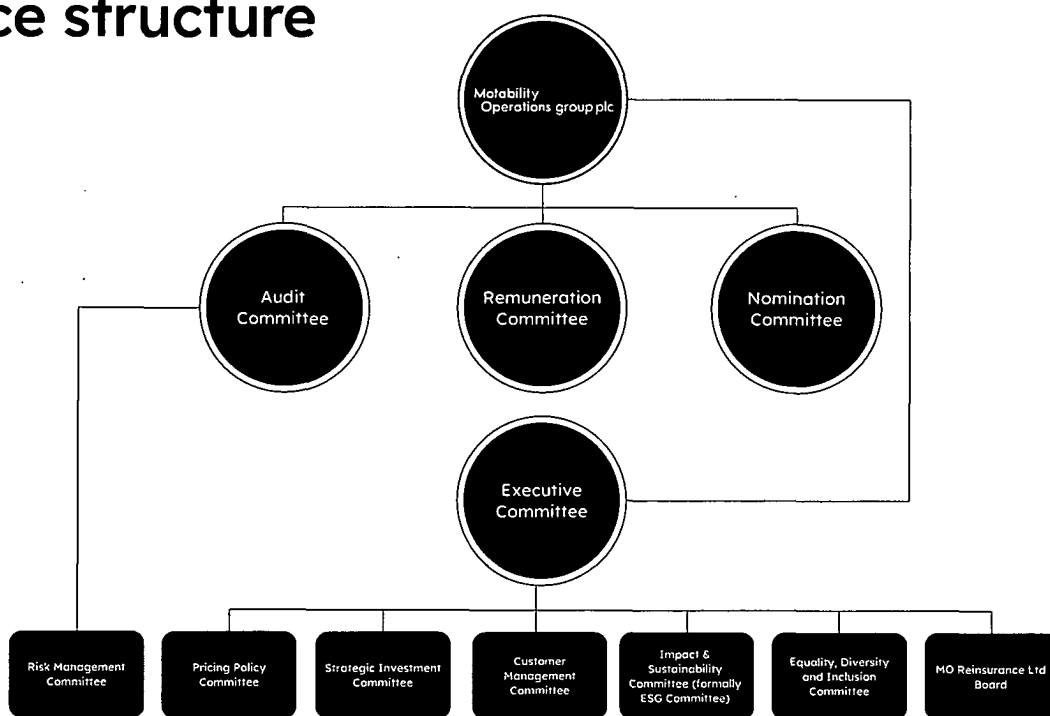 ce structure
Motability
Operations group plc
Audit
Committee
Remuneration
Committee
Nomination
Committee
Executive
Committee
Risk Management
Committee
Pricing Policy
Committee
Strategic Investment
Committee
Customer
Management
Committee
Impact &
Sustainability
Committee (formally
ESG Committee)
Equality, Diversity
and Inclusion
Committee
MO Reinsurance Ltd
Board